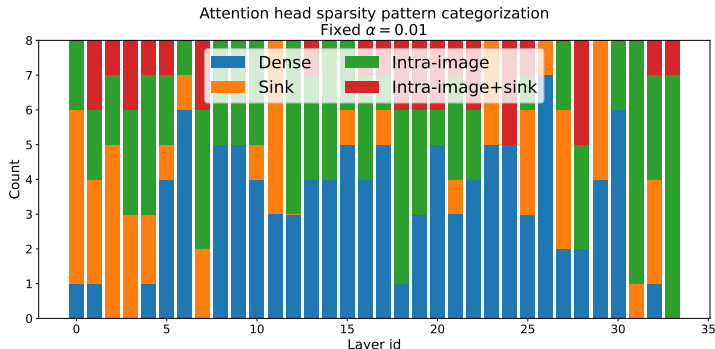 Attention head sparsity pattern categorization
Fixed α = 0.01
Dense
Sink
Intra-image
Intra-image+sink
Count
8
7
6
5
4
3
2
1
0
0 5 10 15 20 25 30 35
Layer id